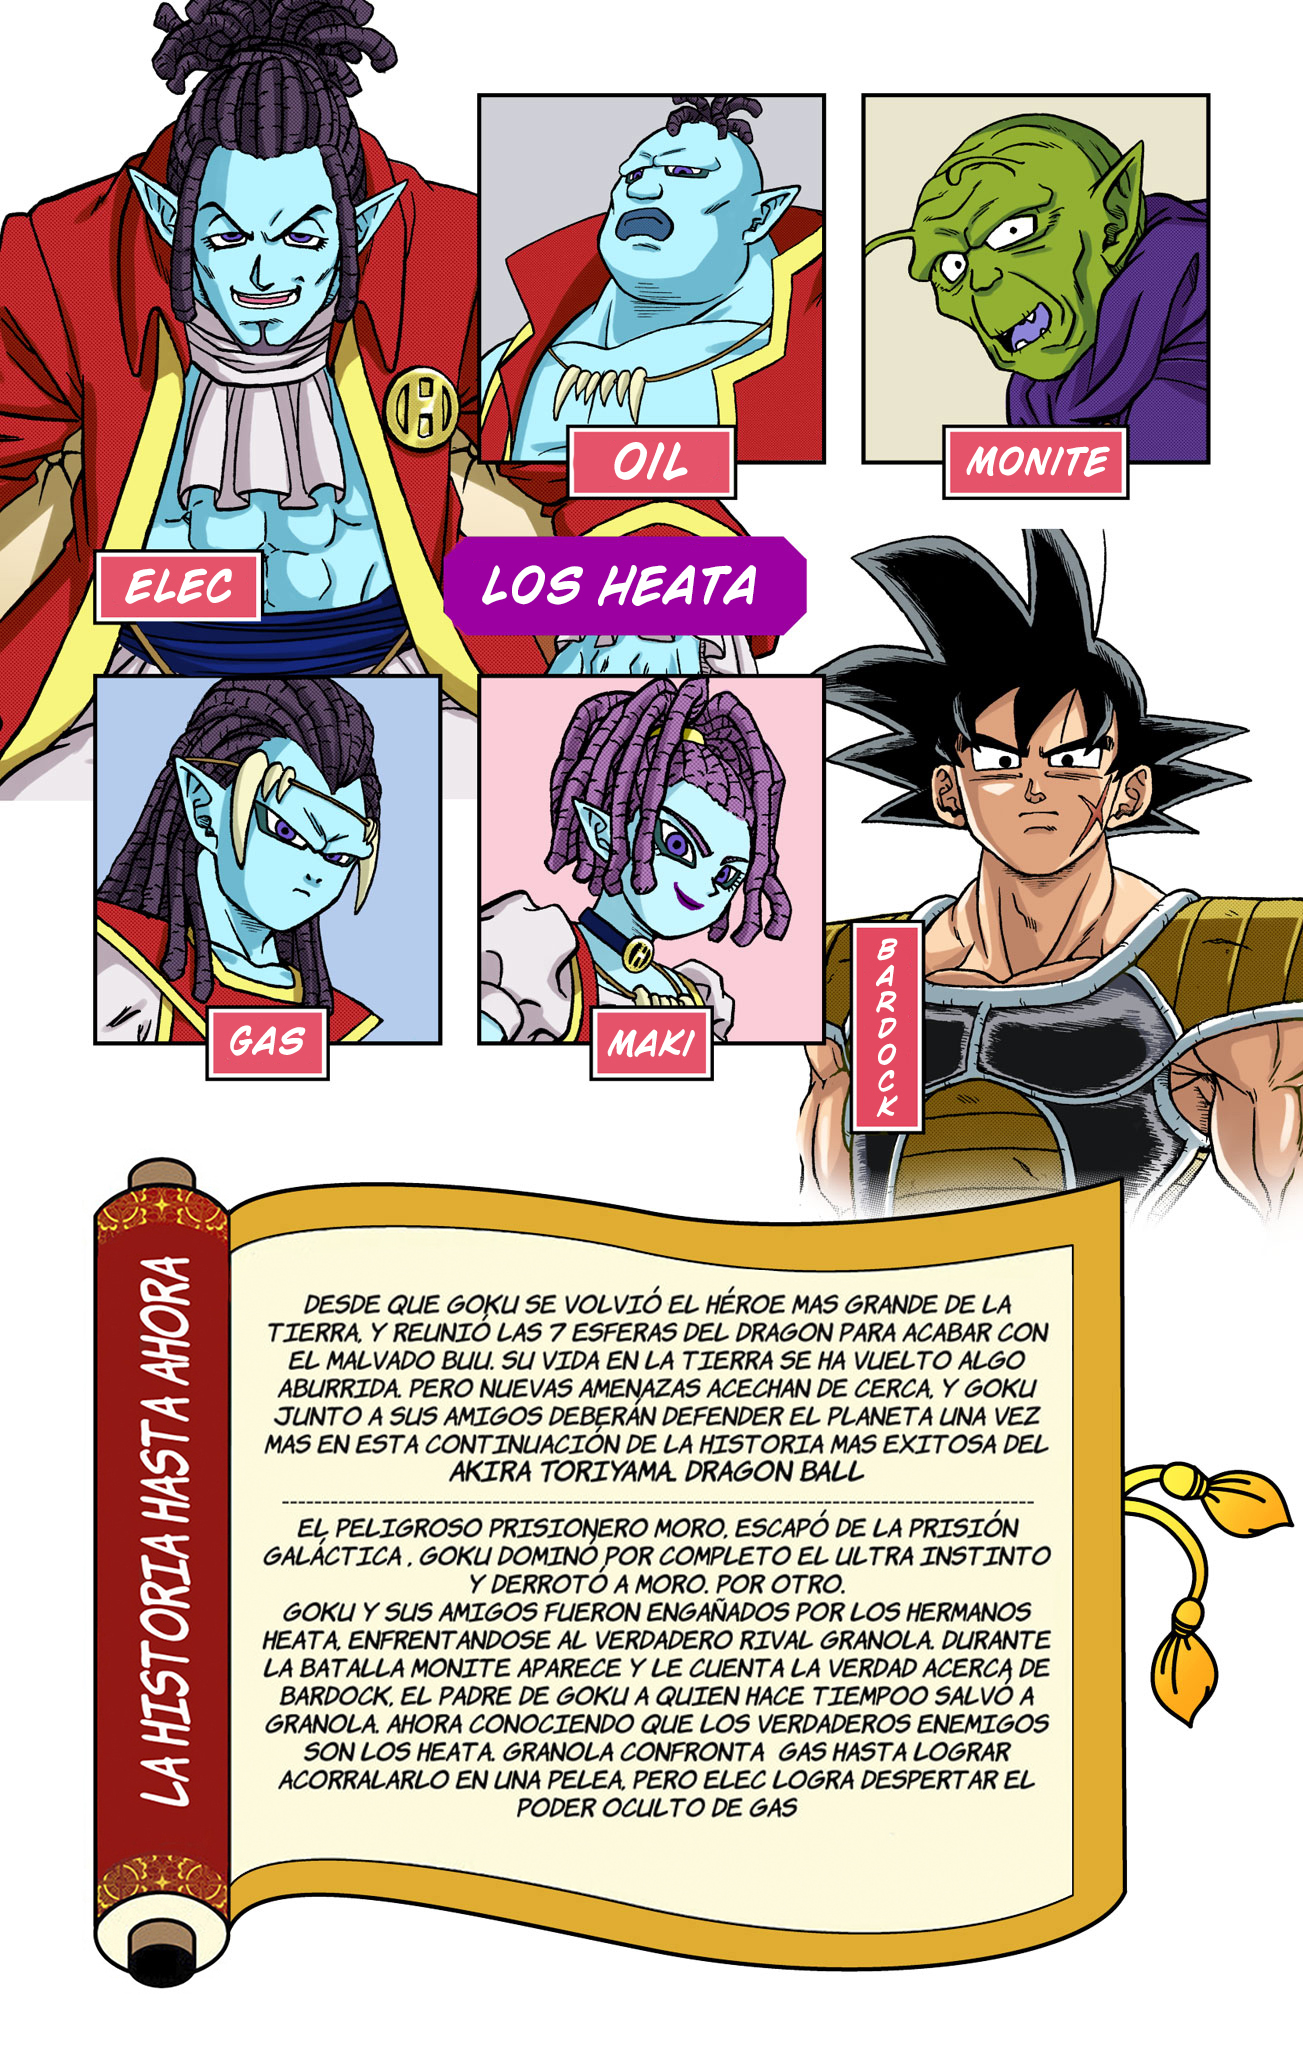 OIL
MONITE
ELEC
LOS HEATA
GAS
MAKI
BARDOCK
LA HISTORIA HASTA AHORA
DESDE QUE GOKU SE VOLVIÓ EL HÉROE MAS GRANDE DE LA
TIERRA, Y REUNIÓ LAS 7 ESFERAS DEL DRAGON PARA ACABAR CON
EL MALVADO BUU. SU VIDA EN LA TIERRA SE HA VUELTO ALGO
ABURRIDA. PERO NUEVAS AMENAZAS ACECHAN DE CERCA, Y GOKU
JUNTO A SUS AMIGOS DEBERÁN DEFENDER EL PLANETA UNA VEZ
MAS EN ESTA CONTINUACIÓN DE LA HISTORIA MAS EXITOSA DEL
AKIRA TORIYAMA. DRAGON BALL
EL PELIGROSO PRISIONERO MORO, ESCAPÓ DE LA PRISIÓN
GALÁCTICA , GOKU DOMINÓ POR COMPLETO EL ULTRA INSTINTO
Y DERROTÓ A MORO. POR OTRO.
GOKU Y SUS AMIGOS FUERON ENGAÑADOS POR LOS HERMANOS
HEATA, ENFRENTANDOSE AL VERDADERO RIVAL GRANOLA. DURANTE
LA BATALLA MONITE APARECE Y LE CUENTA LA VERDAD ACERCA DE
BARDOCK, EL PADRE DE GOKU A QUIEN HACE TIEMPOO SALVÓ A
GRANOLA. AHORA CONOCIENDO QUE LOS VERDADEROS ENEMIGOS
SON LOS HEATA. GRANOLA CONFRONTA  GAS HASTA LOGRAR
ACORRALARLO EN UNA PELEA, PERO ELEC LOGRA DESPERTAR EL
PODER OCULTO DE GAS